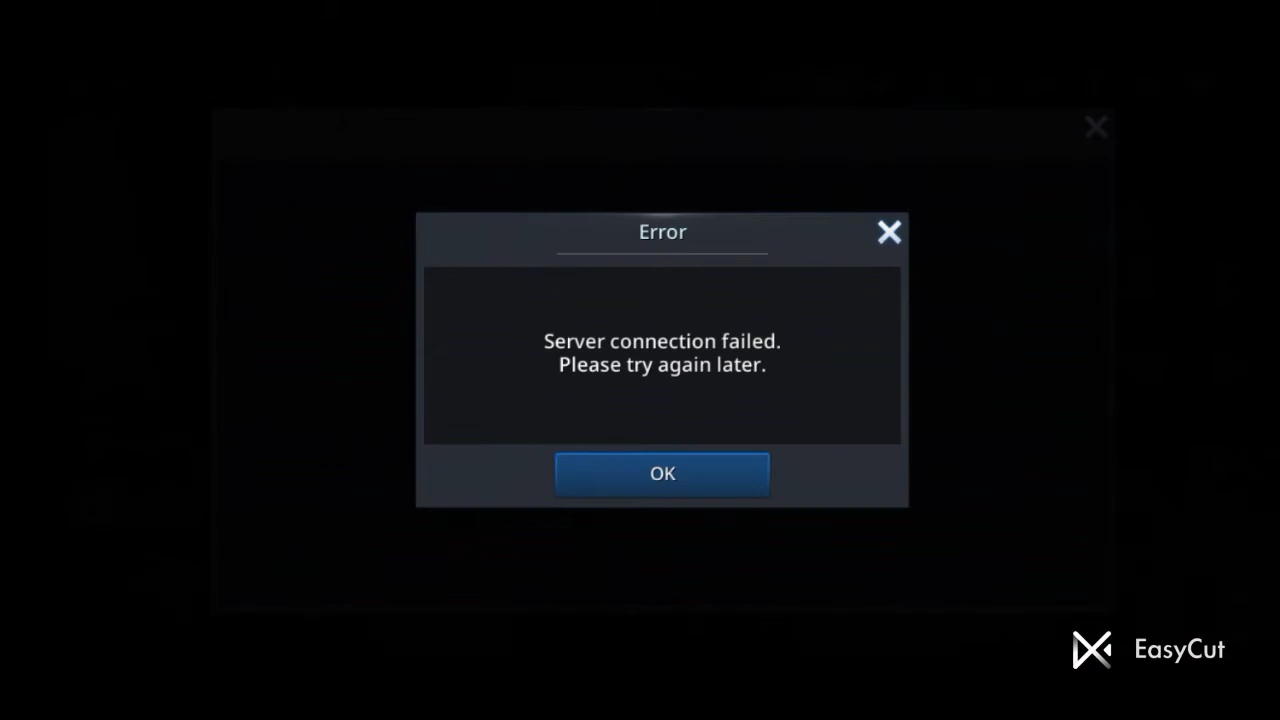 Error
Server connection failed.
Please try again later.
OK
EasyCut